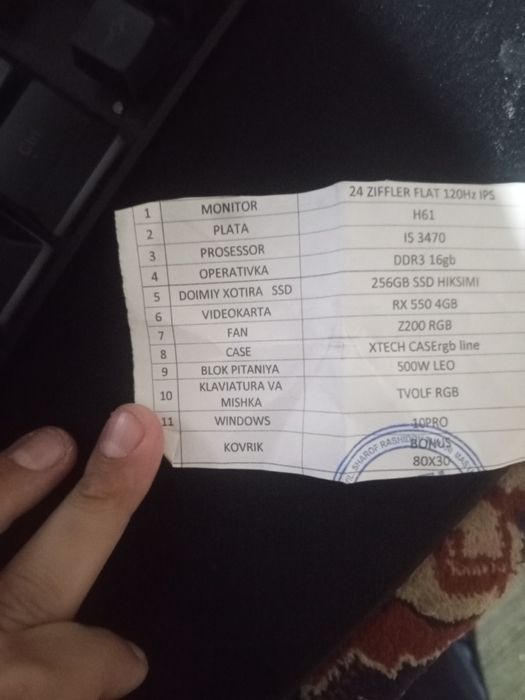 1 MONITOR 24 ZIFFLER FLAT 120Hz IPS
2 PLATA H61
3 PROSESSOR I5 3470
4 OPERATIVKA DDR3 16gb
5 DOIMIY XOTIRA SSD 256GB SSD HIKSIMI
6 VIDEOKARTA RX 550 4GB
7 FAN Z200 RGB
8 CASE XTECH CASErgb line
9 BLOK PITANIYA 500W LEO
10 KLAVIATURA VA MISHKA TVOLF RGB
11 WINDOWS 10PRO
KOVRIK BONUS 80X30
SHAROF RASHID